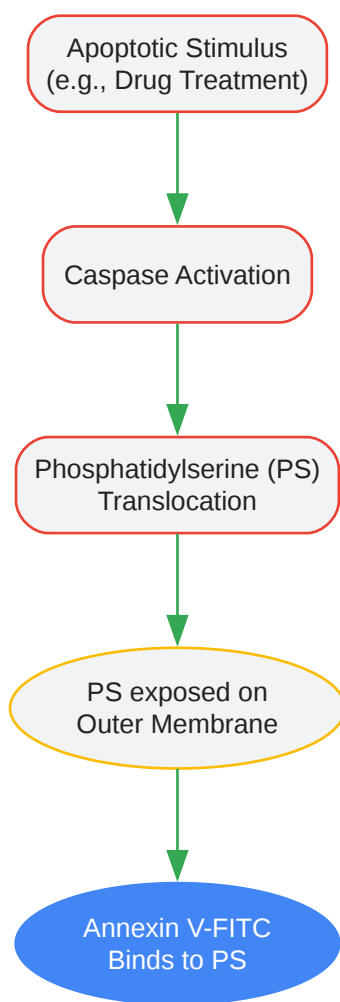 Apoptotic Stimulus
(e.g., Drug Treatment)
Caspase Activation
Phosphatidylserine (PS)
Translocation
PS exposed on
Outer Membrane
Annexin V-FITC
Binds to PS